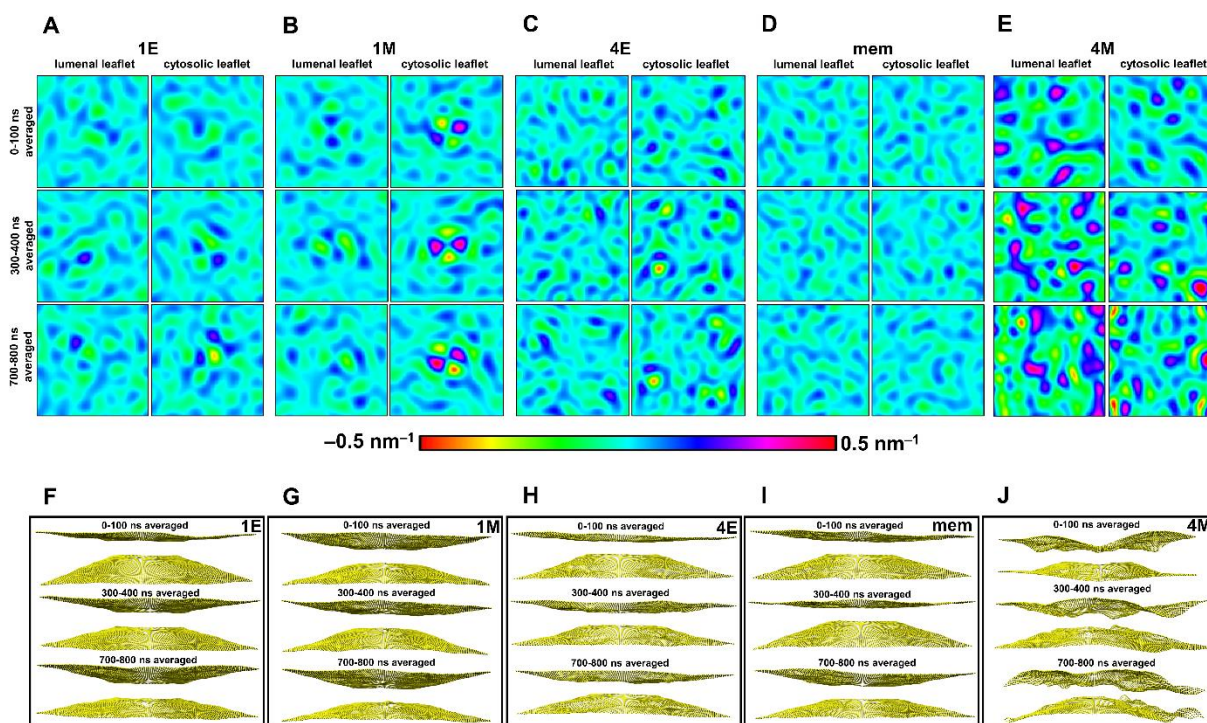 A B C D E
1E 1M 4E mem 4M
lumenal leaflet cytosolic leaflet lumenal leaflet cytosolic leaflet lumenal leaflet cytosolic leaflet lumenal leaflet cytosolic leaflet lumenal leaflet cytosolic leaflet
0-100 ns
averaged
300-400 ns
averaged
700-800 ns
averaged
–0.5 nm⁻¹ 0.5 nm⁻¹
F G H I J
0-100 ns averaged 1E 0-100 ns averaged 1M 0-100 ns averaged 4E 0-100 ns averaged mem 0-100 ns averaged 4M
300-400 ns averaged 300-400 ns averaged 300-400 ns averaged 300-400 ns averaged 300-400 ns averaged
700-800 ns averaged 700-800 ns averaged 700-800 ns averaged 700-800 ns averaged 700-800 ns averaged